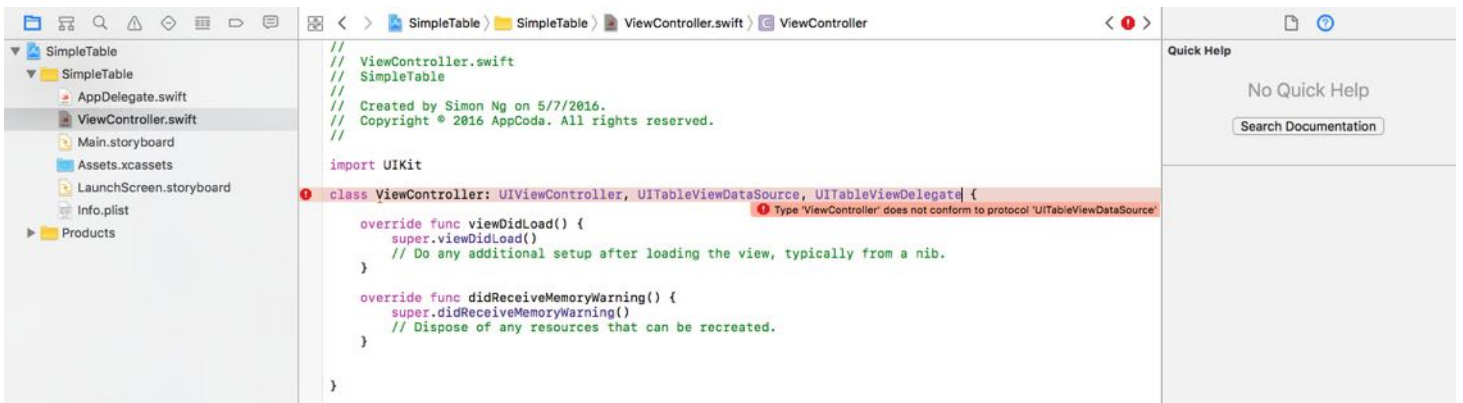 SimpleTable
SimpleTable
AppDelegate.swift
ViewController.swift
Main.storyboard
Assets.xcassets
LaunchScreen.storyboard
Info.plist
Products
SimpleTable SimpleTable ViewController.swift C ViewController
//
// ViewController.swift
// SimpleTable
//
// Created by Simon Ng on 5/7/2016.
// Copyright © 2016 AppCoda. All rights reserved.
//
import UIKit
class ViewController: UIViewController, UITableViewDataSource, UITableViewDelegate {
Type 'ViewController' does not conform to protocol 'UITableViewDataSource'
override func viewDidLoad() {
super.viewDidLoad()
// Do any additional setup after loading the view, typically from a nib.
}
override func didReceiveMemoryWarning() {
super.didReceiveMemoryWarning()
// Dispose of any resources that can be recreated.
}
}
Quick Help
No Quick Help
Search Documentation